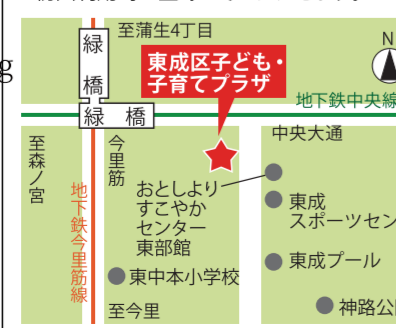 至蒲生4丁目
緑橋
東成区子ども・
子育てプラザ
N
地下鉄中央線
緑橋
中央大通
至森ノ宮
今里筋
地下鉄今里筋線
おとしより
すこやか
センター
東部館
東成
スポーツセン
東成プール
東中本小学校
至今里
神路公
g